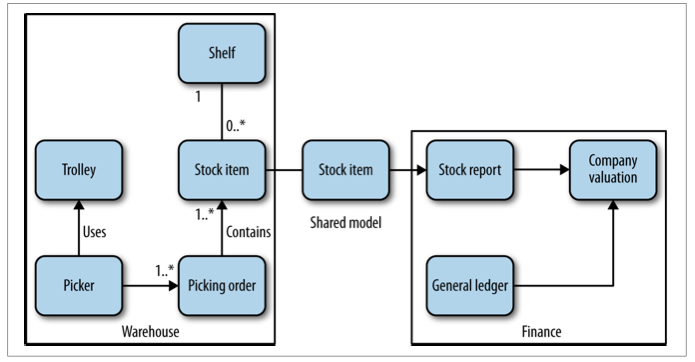 Shelf
1
0..*
Trolley
Stock item
Stock item
Stock report
Company
valuation
1..*
Shared model
Uses
Contains
1..*
Picker
Picking order
General ledger
Warehouse
Finance